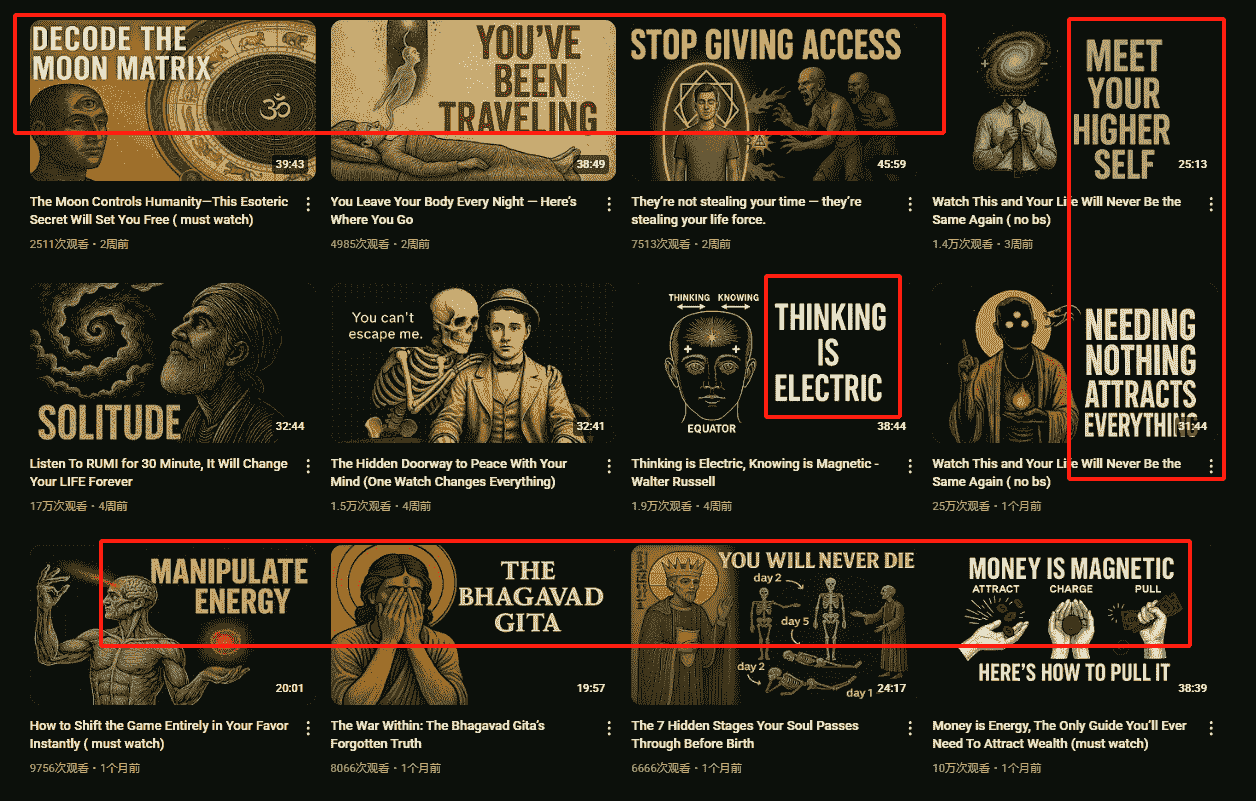 DECODE THE
MOON MATRIX
39:43
The Moon Controls Humanity—This Esoteric
Secret Will Set You Free ( must watch)
2511次观看・2周前
YOU'VE
BEEN
TRAVELING
38:49
You Leave Your Body Every Night — Here's
Where You Go
4985次观看・2周前
STOP GIVING ACCESS
45:59
They're not stealing your time — they're
stealing your life force.
7513次观看・2周前
MEET
YOUR
HIGHER
SELF
25:13
Watch This and Your Life Will Never Be the
Same Again ( no bs)
1.4万次观看・3周前
SOLITUDE
32:44
Listen To RUMI for 30 Minute, It Will Change
Your LIFE Forever
17万次观看・4周前
You can't
escape me.
32:41
The Hidden Doorway to Peace With Your
Mind (One Watch Changes Everything)
1.5万次观看・4周前
THINKING KNOWING
THINKING
IS
ELECTRIC
EQUATOR
38:44
Thinking is Electric, Knowing is Magnetic -
Walter Russell
1.9万次观看・4周前
NEEDING
NOTHING
ATTRACTS
EVERYTHING
31:44
Watch This and Your Life Will Never Be the
Same Again ( no bs)
25万次观看・1个月前
MANIPULATE
ENERGY
20:01
How to Shift the Game Entirely in Your Favor
Instantly ( must watch)
9756次观看・1个月前
THE
BHAGAVAD
GITA
19:57
The War Within: The Bhagavad Gita's
Forgotten Truth
8066次观看・1个月前
YOU WILL NEVER DIE
day 2
day 5
day 2
day 1
24:17
The 7 Hidden Stages Your Soul Passes
Through Before Birth
6666次观看・1个月前
MONEY IS MAGNETIC
ATTRACT CHARGE PULL
HERE'S HOW TO PULL IT
38:39
Money is Energy, The Only Guide You'll Ever
Need To Attract Wealth (must watch)
10万次观看・1个月前